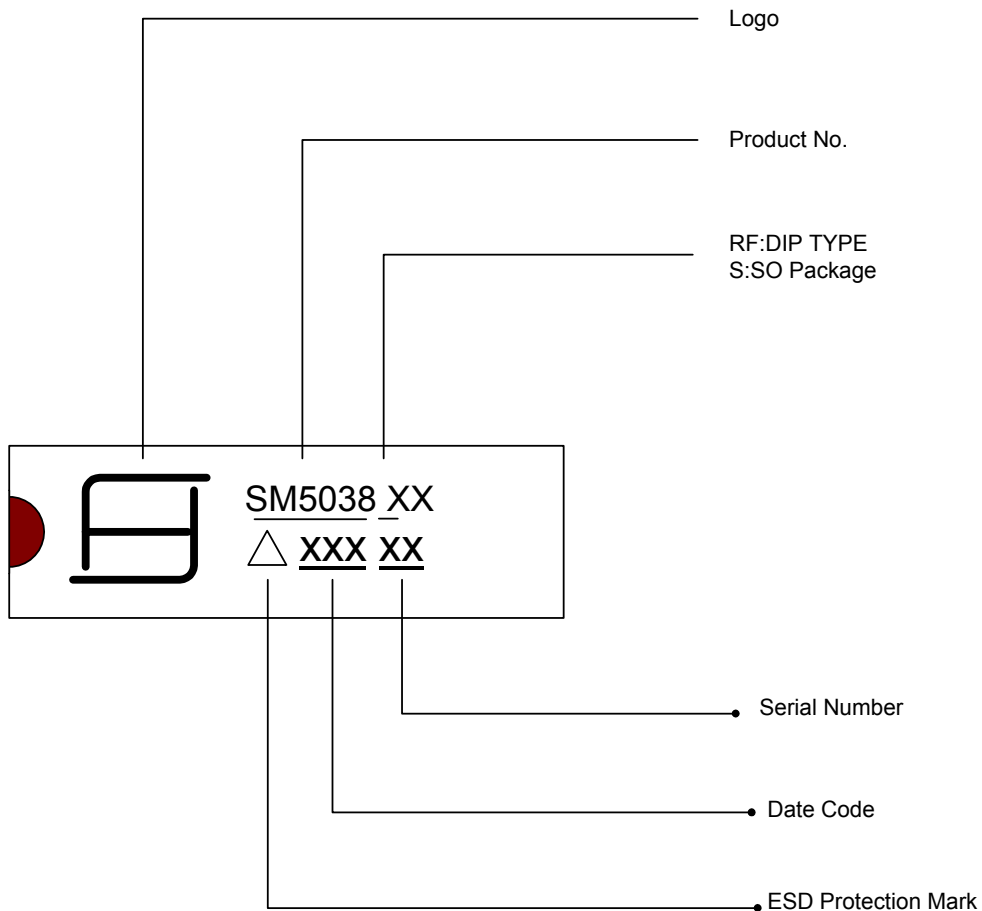 Logo
Product No.
RF:DIP TYPE
S:SO Package
SM5038 XX
XXX XX
Serial Number
Date Code
ESD Protection Mark